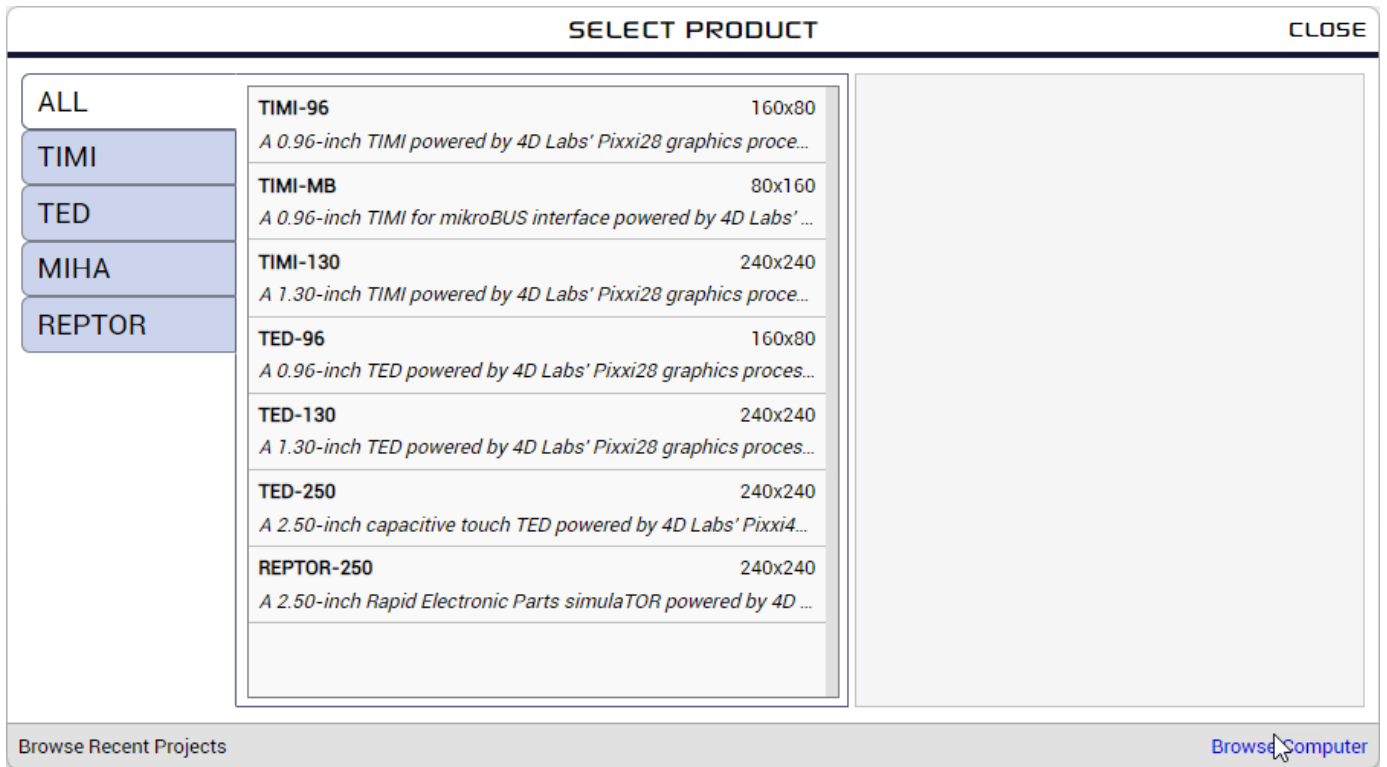 SELECT PRODUCT
CLOSE
ALL
TIMI
TED
MIHA
REPTOR
TIMI-96 160x80
A 0.96-inch TIMI powered by 4D Labs' Pixxi28 graphics proce...
TIMI-MB 80x160
A 0.96-inch TIMI for mikroBUS interface powered by 4D Labs' ...
TIMI-130 240x240
A 1.30-inch TIMI powered by 4D Labs' Pixxi28 graphics proce...
TED-96 160x80
A 0.96-inch TED powered by 4D Labs' Pixxi28 graphics proces...
TED-130 240x240
A 1.30-inch TED powered by 4D Labs' Pixxi28 graphics proces...
TED-250 240x240
A 2.50-inch capacitive touch TED powered by 4D Labs' Pixxi4...
REPTOR-250 240x240
A 2.50-inch Rapid Electronic Parts simulaTOR powered by 4D ...
Browse Recent Projects
Browse Computer